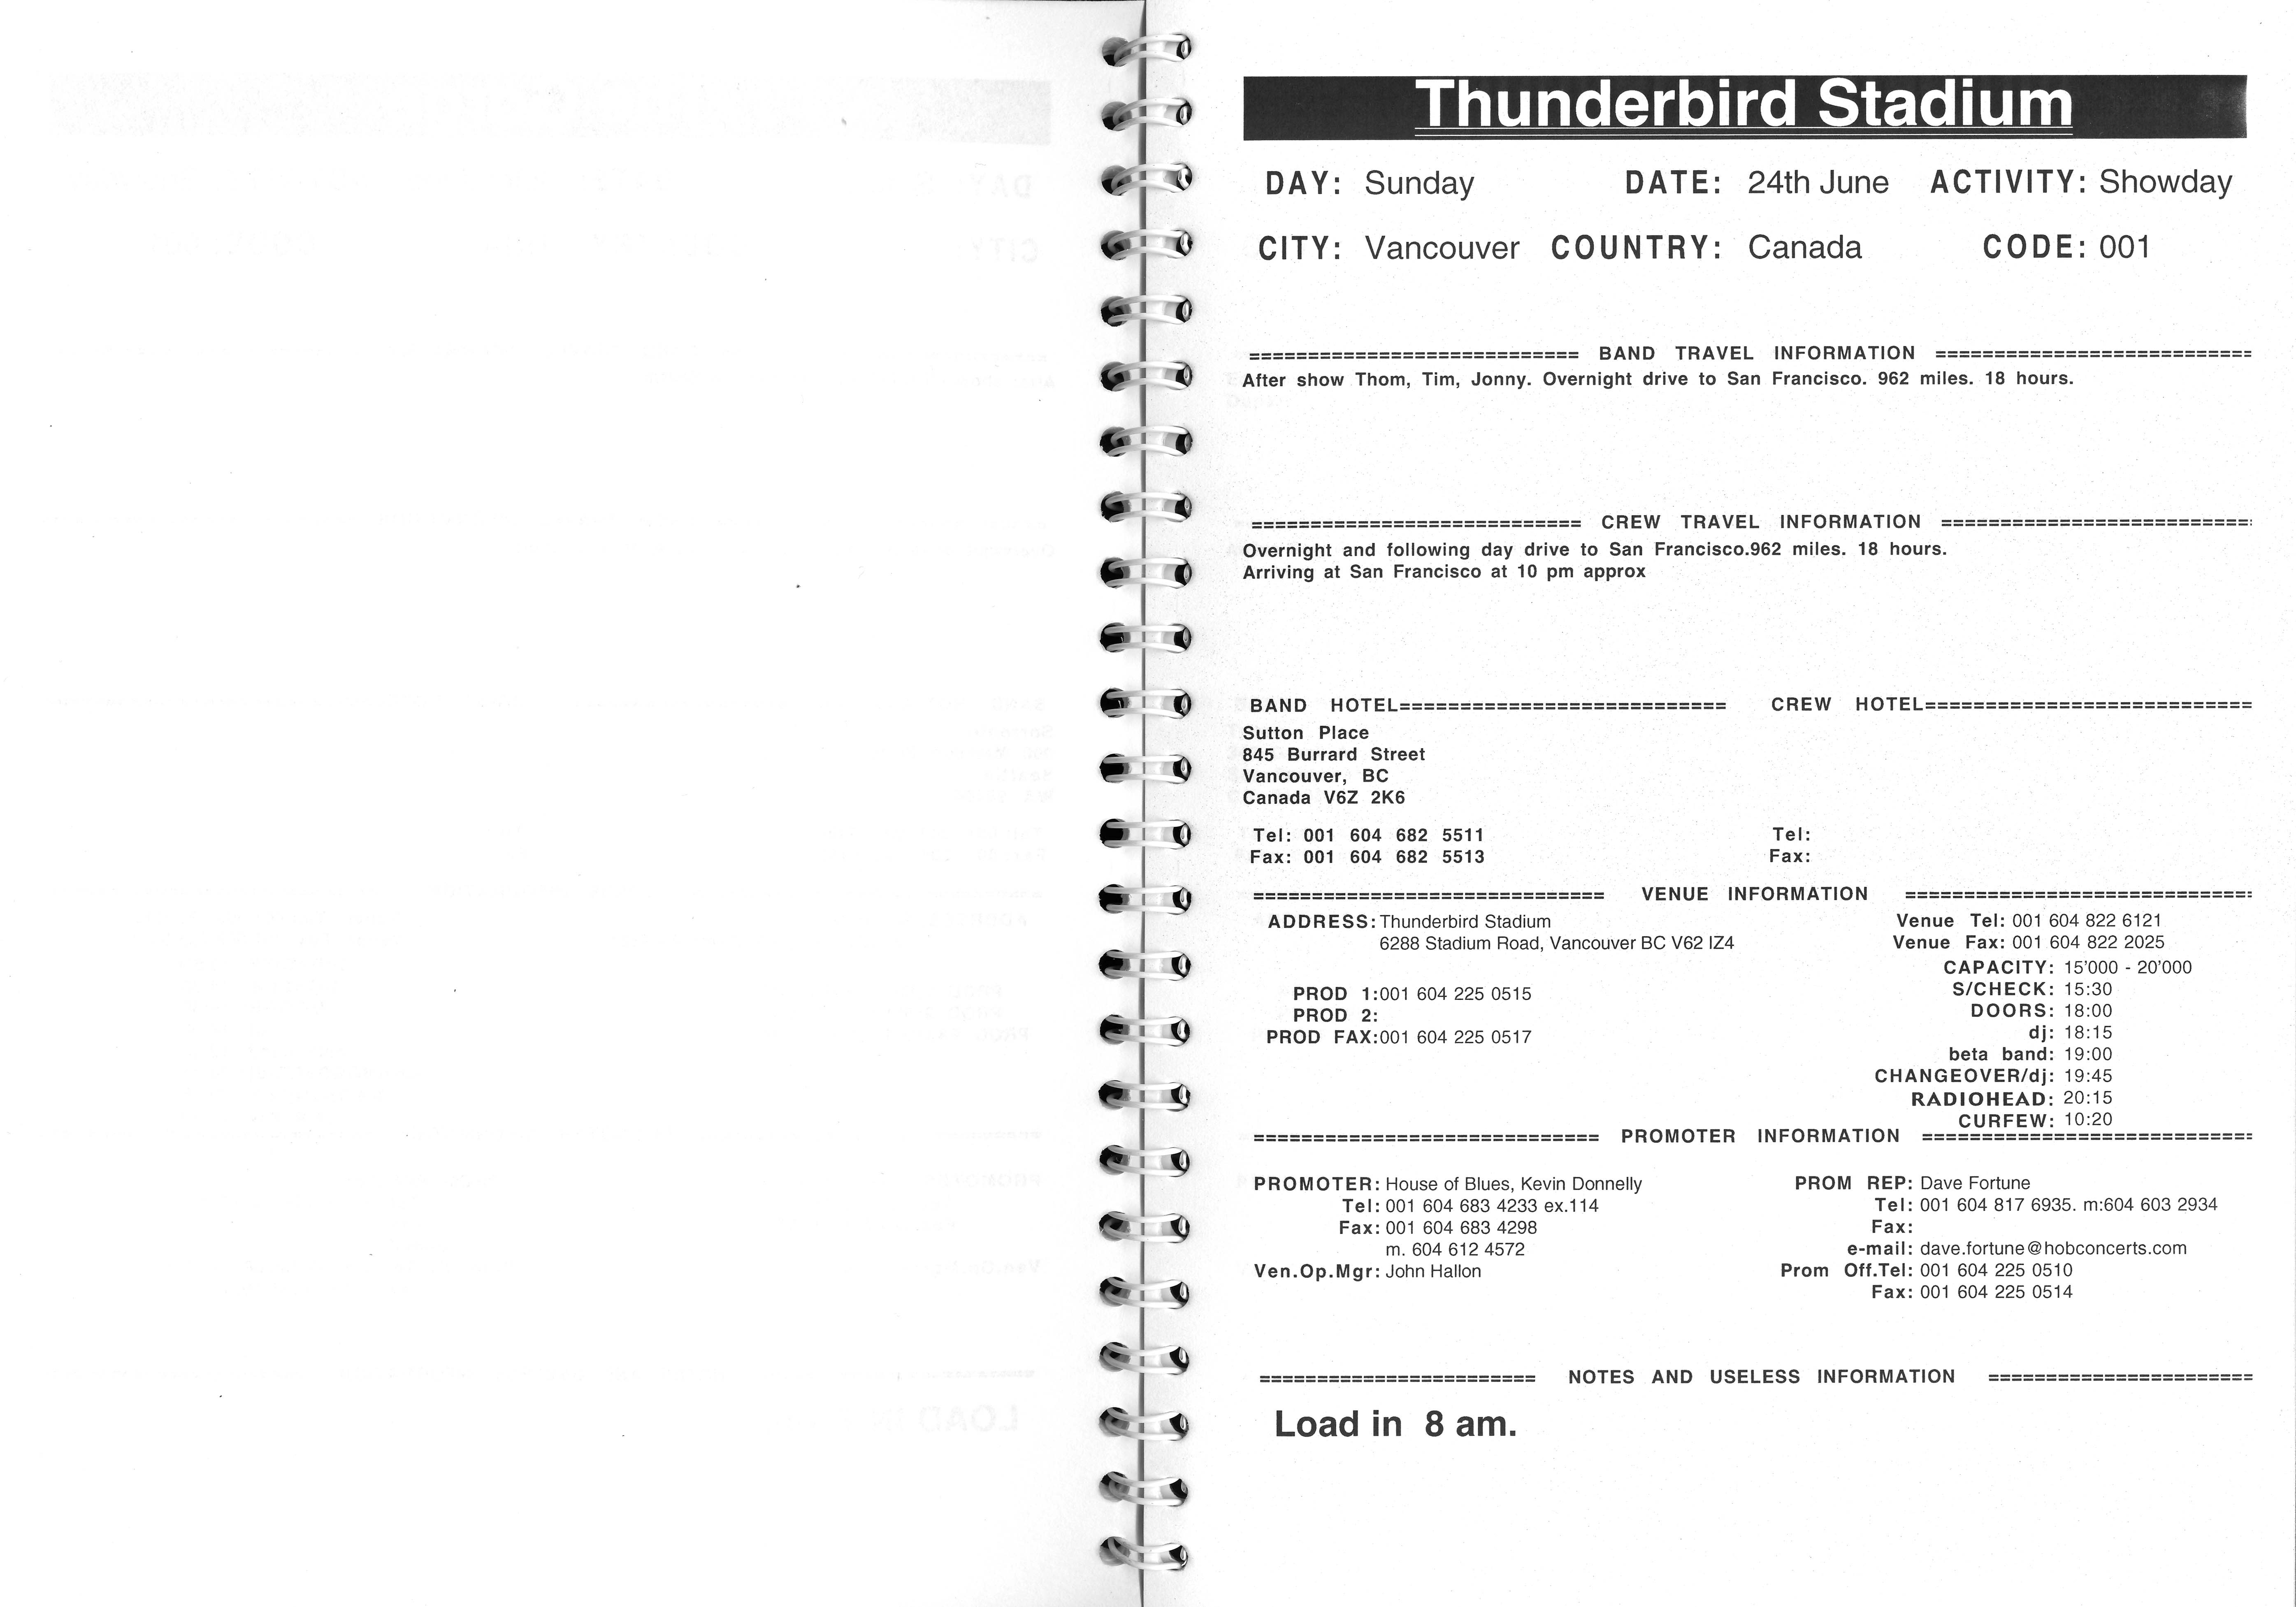 Thunderbird Stadium
DAY: Sunday DATE: 24th June ACTIVITY: Showday
CITY: Vancouver COUNTRY: Canada CODE: 001
============================ BAND TRAVEL INFORMATION ===========================
After show Thom, Tim, Jonny. Overnight drive to San Francisco. 962 miles. 18 hours.
============================ CREW TRAVEL INFORMATION ===========================
Overnight and following day drive to San Francisco.962 miles. 18 hours.
Arriving at San Francisco at 10 pm approx
BAND HOTEL============================ CREW HOTEL============================
Sutton Place
845 Burrard Street
Vancouver, BC
Canada V6Z 2K6
Tel: 001 604 682 5511 Tel:
Fax: 001 604 682 5513 Fax:
============================== VENUE INFORMATION ==============================
ADDRESS: Thunderbird Stadium
6288 Stadium Road, Vancouver BC V62 IZ4
PROD 1:001 604 225 0515
PROD 2:
PROD FAX:001 604 225 0517
Venue Tel: 001 604 822 6121
Venue Fax: 001 604 822 2025
CAPACITY: 15'000 - 20'000
S/CHECK: 15:30
DOORS: 18:00
dj: 18:15
beta band: 19:00
CHANGEOVER/dj: 19:45
RADIOHEAD: 20:15
CURFEW: 10:20
============================== PROMOTER INFORMATION ============================
PROMOTER: House of Blues, Kevin Donnelly
Tel: 001 604 683 4233 ex.114
Fax: 001 604 683 4298
m. 604 612 4572
Ven.Op.Mgr: John Hallon
PROM REP: Dave Fortune
Tel: 001 604 817 6935. m:604 603 2934
Fax:
e-mail: dave.fortune@hobconcerts.com
Prom Off.Tel: 001 604 225 0510
Fax: 001 604 225 0514
======================== NOTES AND USELESS INFORMATION =======================
Load in 8 am.